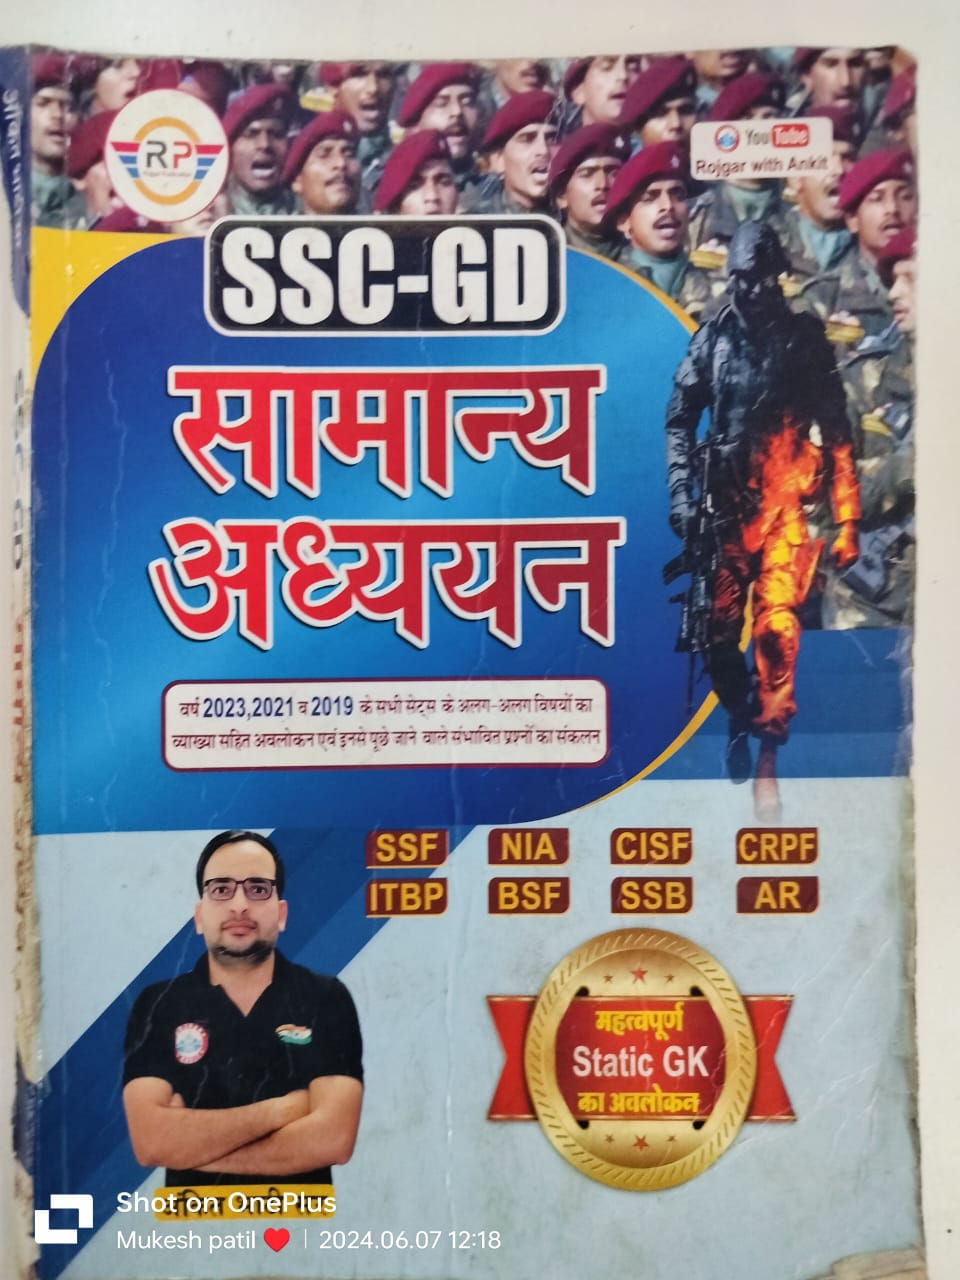 RP
You Tube
Rojgar with Ankit
SSC-GD
सामान्य
अध्ययन
वर्ष 2023,2021 व 2019 के सभी सेट्स के अलग-अलग विषयों का
व्याख्या सहित अवलोकन एवं इनसे पूछे जाने वाले संभावित प्रश्नों का संकलन
SSF NIA CISF CRPF
ITBP BSF SSB AR
महत्वपूर्ण
Static GK
का अवलोकन
Shot on OnePlus
Mukesh patil ❤️ | 2024.06.07 12:18